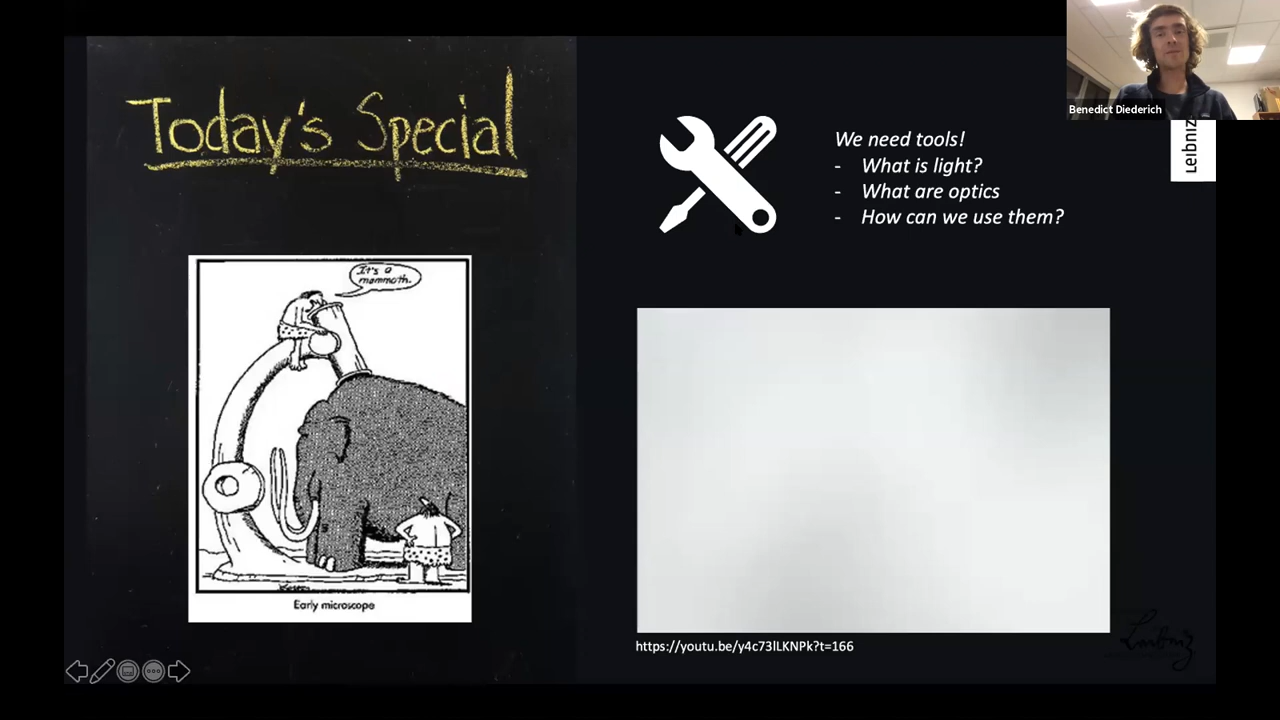 Today's Special
It's a
mammoth.
Early microscope
We need tools!
- What is light?
- What are optics
- How can we use them?
https://youtu.be/y4c73lLKNPk?t=166
Benedict Diederich
Leibniz
Leibniz